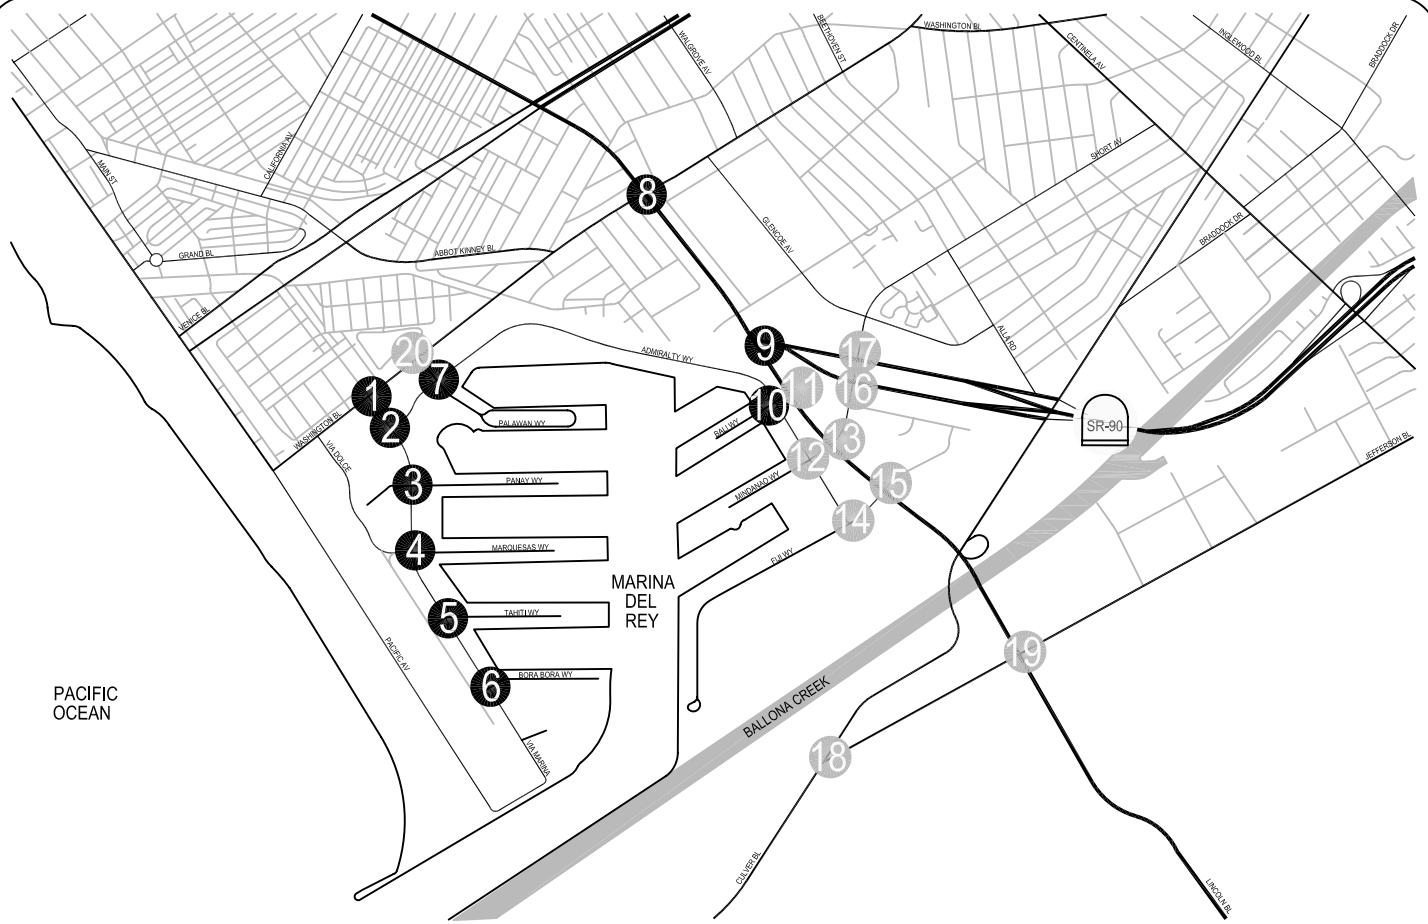 WASHINGTON BL
BEETHOVEN ST
WALGROVE AV
CENTINELA AV
INGLEWOOD BL
BRADDOCK DR
CALIFORNIA AV
MAIN ST
SHORT AV
8
GLENCOE AV
BRADDOCK DR
GRAND BL
ABBOT KINNEY BL
VENICE BL
ALLA RD
20
7
ADMIRALTY WY
9
17
16
11
1
10
2
PALAWAN WY
BALI WY
SR-90
WASHINGTON BL
VIA DOLCE
13
12
JEFFERSON BL
3
PANAY WY
MINDANAO WY
15
14
4
MARQUESAS WY
FIJI WY
MARINA
DEL
REY
5
TAHITI WY
PACIFIC AV
19
6
BORA BORA WY
PACIFIC
OCEAN
BALLONA CREEK
VIA MARINA
18
CULVER BL
LINCOLN BL